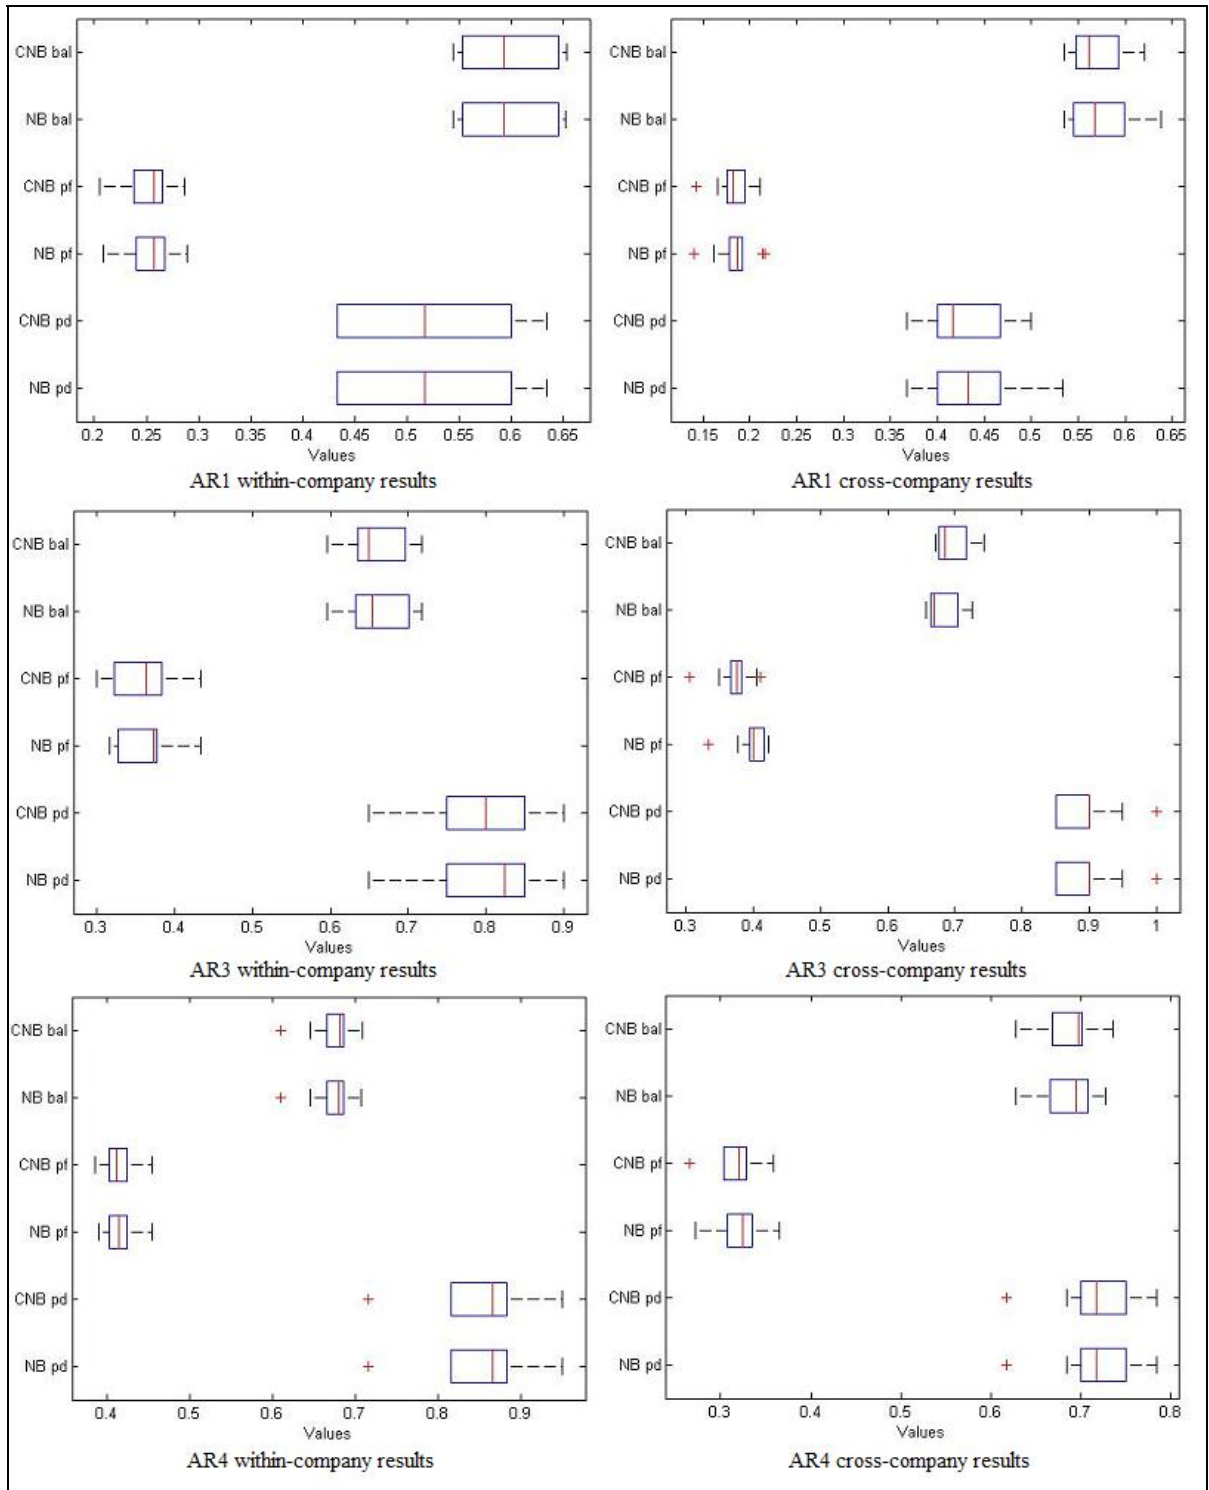 CNB bal
NB bal
CNB pf
NB pf
CNB pd
NB pd
0.2 0.25 0.3 0.35 0.4 0.45 0.5 0.55 0.6 0.65
Values
AR1 within-company results
CNB bal
NB bal
CNB pf
NB pf
CNB pd
NB pd
0.15 0.2 0.25 0.3 0.35 0.4 0.45 0.5 0.55 0.6 0.65
Values
AR1 cross-company results
CNB bal
NB bal
CNB pf
NB pf
CNB pd
NB pd
0.3 0.4 0.5 0.6 0.7 0.8 0.9
Values
AR3 within-company results
CNB bal
NB bal
CNB pf
NB pf
CNB pd
NB pd
0.3 0.4 0.5 0.6 0.7 0.8 0.9 1
Values
AR3 cross-company results
CNB bal
NB bal
CNB pf
NB pf
CNB pd
NB pd
0.4 0.5 0.6 0.7 0.8 0.9
Values
AR4 within-company results
CNB bal
NB bal
CNB pf
NB pf
CNB pd
NB pd
0.3 0.4 0.5 0.6 0.7 0.8
Values
AR4 cross-company results